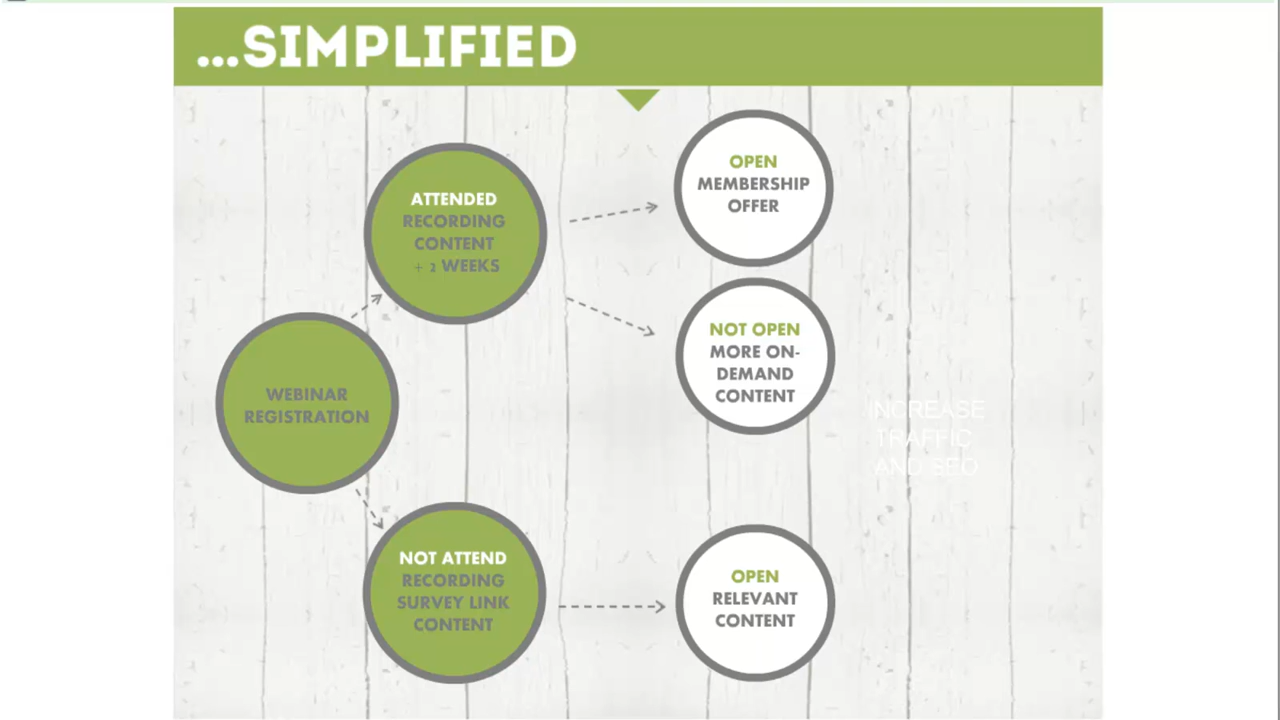 ...SIMPLIFIED
ATTENDED
RECORDING
CONTENT
+ 2 WEEKS
OPEN
MEMBERSHIP
OFFER
NOT OPEN
MORE ON-
DEMAND
CONTENT
WEBINAR
REGISTRATION
INCREASE
TRAFFIC
AND SEO
NOT ATTEND
RECORDING
SURVEY LINK
CONTENT
OPEN
RELEVANT
CONTENT